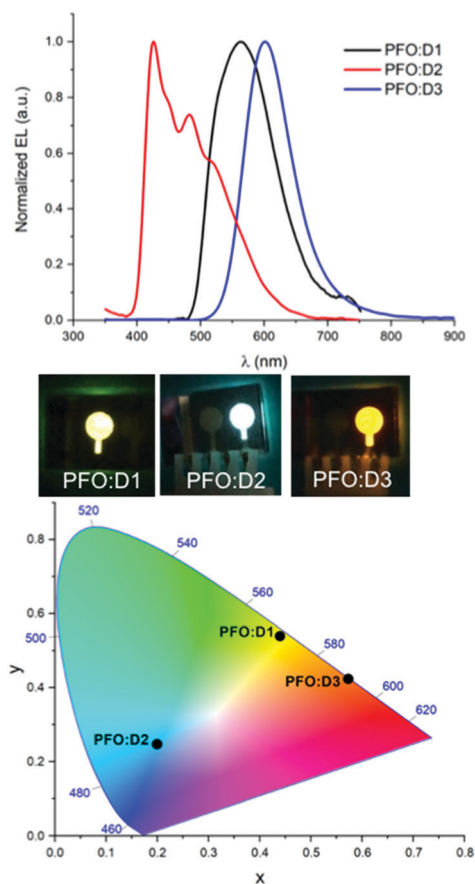 PFO:D1
PFO:D2
PFO:D3
Normalized EL (a.u.)
1.0
0.8
0.6
0.4
0.2
0.0
300 400 500 600 700 800 900
λ (nm)
PFO:D1 PFO:D2 PFO:D3
0.8
0.6
0.4
0.2
0.0
y
520
540
560
500
PFO:D1
580
PFO:D3
600
620
PFO:D2
480
460
0.0 0.1 0.2 0.3 0.4 0.5 0.6 0.7 0.8
x